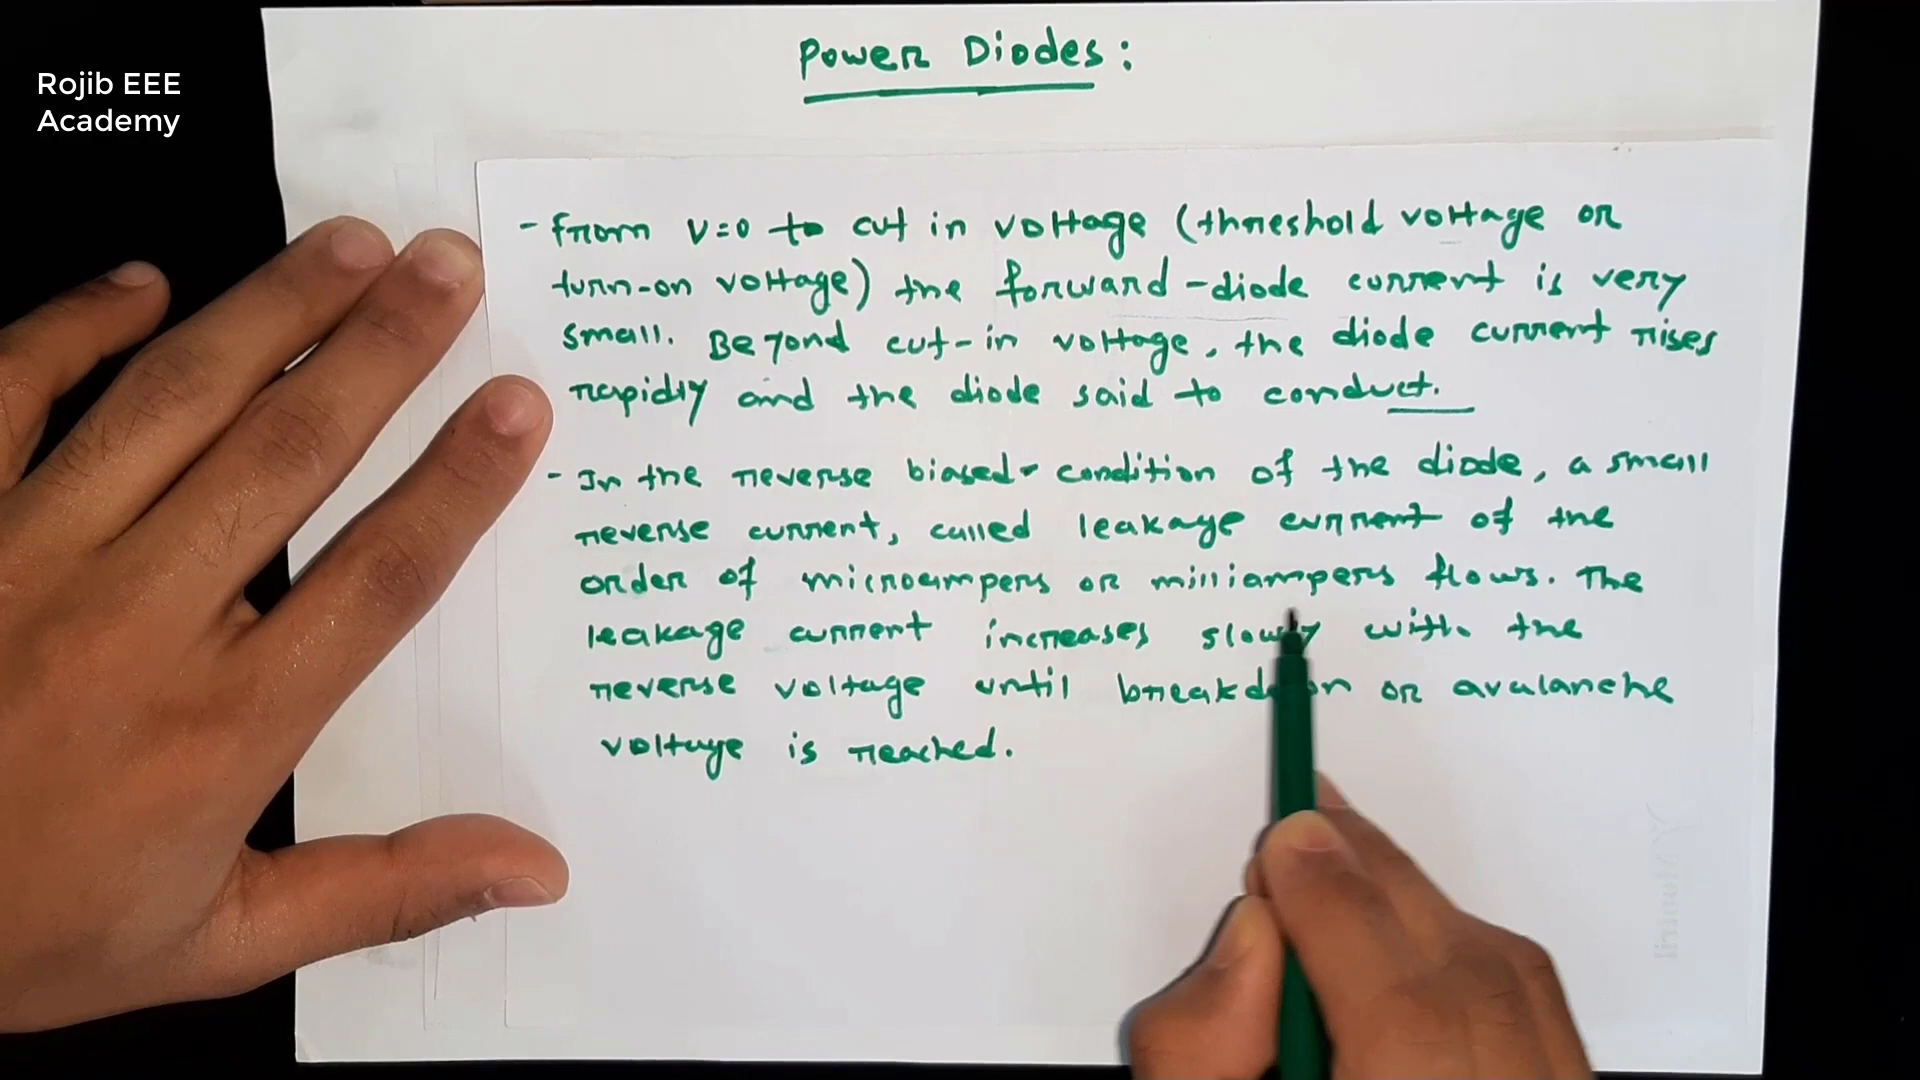 Rojib EEE
Academy
Power Diodes:
- From V=0 to cut in voltage (threshold voltage or
turn-on voltage) the forward-diode current is very
small. Beyond cut-in voltage, the diode current rises
rapidly and the diode said to conduct.
- In the reverse biased condition of the diode, a small
reverse current, called leakage current of the
order of microampers or milliampers flows. The
leakage current increases slowly with the
reverse voltage until breakdown or avalanche
voltage is reached.